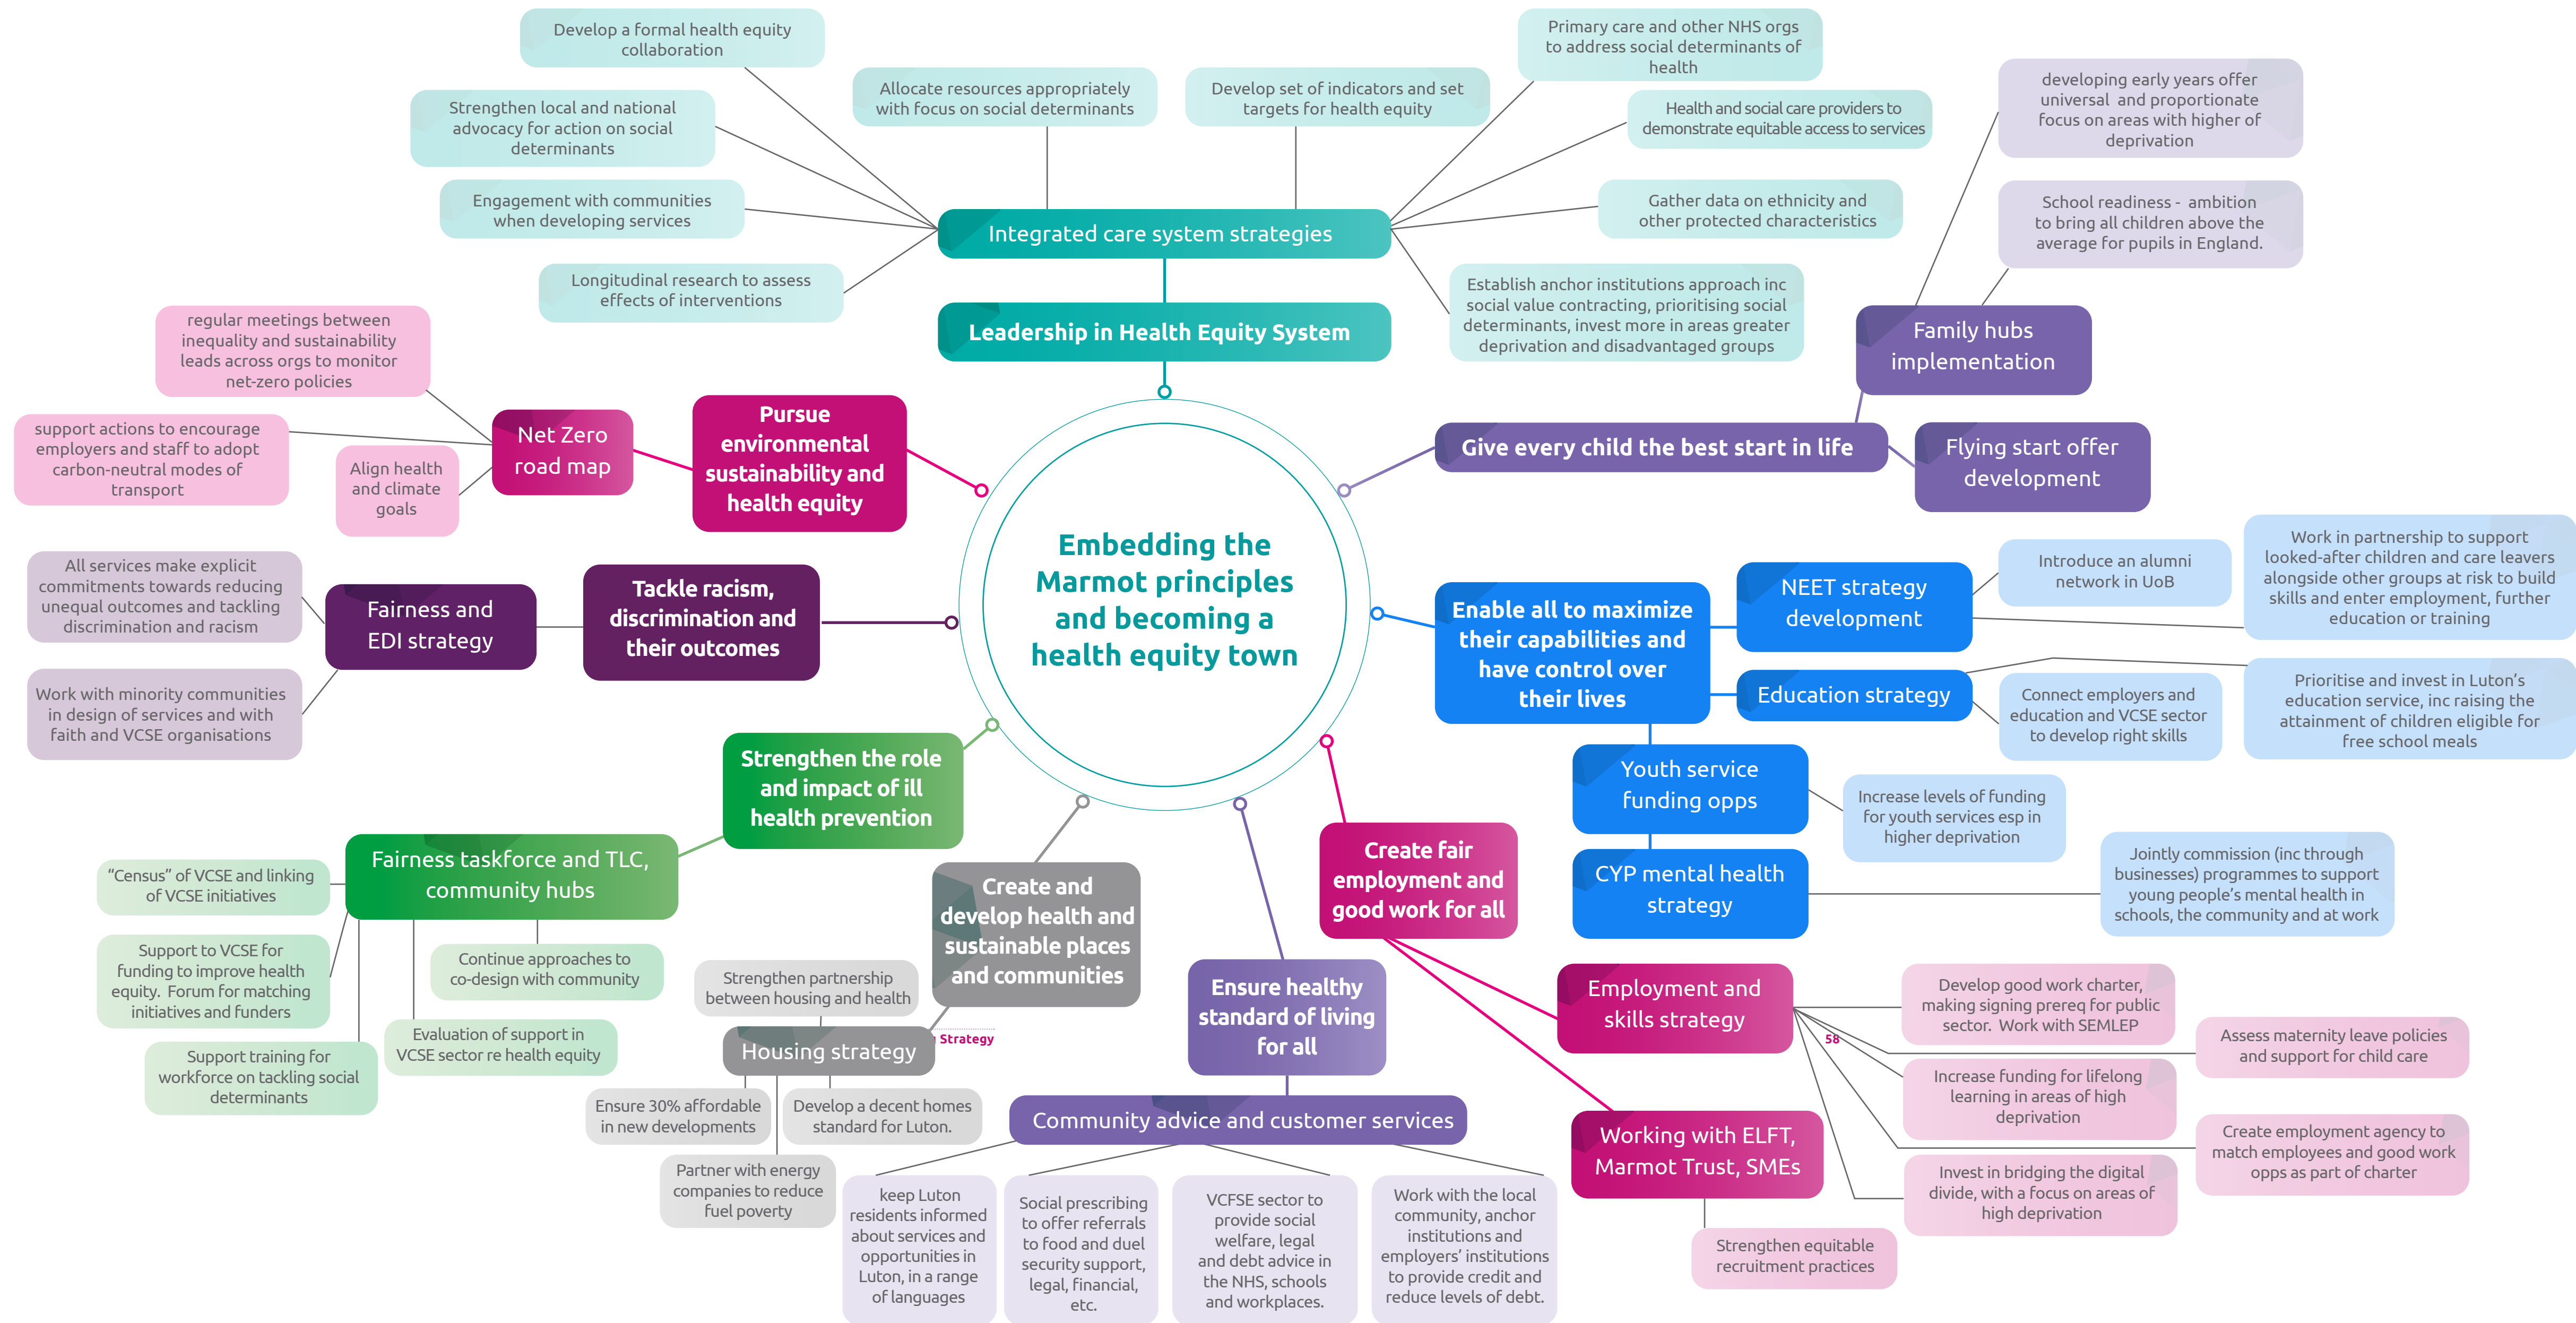 Develop a formal health equity
collaboration
Strengthen local and national
advocacy for action on social
determinants
Engagement with communities
when developing services
Longitudinal research to assess
effects of interventions
Allocate resources appropriately
with focus on social determinants
Develop set of indicators and set
targets for health equity
Primary care and other NHS orgs
to address social determinants of
health
Health and social care providers to
demonstrate equitable access to services
Gather data on ethnicity and
other protected characteristics
Establish anchor institutions approach inc
social value contracting, prioritising social
determinants, invest more in areas greater
deprivation and disadvantaged groups
Integrated care system strategies
Leadership in Health Equity System
developing early years offer
universal and proportionate
focus on areas with higher of
deprivation
School readiness - ambition
to bring all children above the
average for pupils in England.
Family hubs
implementation
Give every child the best start in life
Flying start offer
development
regular meetings between
inequality and sustainability
leads across orgs to monitor
net-zero policies
support actions to encourage
employers and staff to adopt
carbon-neutral modes of
transport
Align health
and climate
goals
Net Zero
road map
Pursue
environmental
sustainability and
health equity
Embedding the
Marmot principles
and becoming a
health equity town
All services make explicit
commitments towards reducing
unequal outcomes and tackling
discrimination and racism
Work with minority communities
in design of services and with
faith and VCSE organisations
Fairness and
EDI strategy
Tackle racism,
discrimination and
their outcomes
Enable all to maximize
their capabilities and
have control over
their lives
NEET strategy
development
Introduce an alumni
network in UoB
Work in partnership to support
looked-after children and care leavers
alongside other groups at risk to build
skills and enter employment, further
education or training
Education strategy
Connect employers and
education and VCSE sector
to develop right skills
Prioritise and invest in Luton's
education service, inc raising the
attainment of children eligible for
free school meals
Youth service
funding opps
Increase levels of funding
for youth services esp in
higher deprivation
CYP mental health
strategy
Jointly commission (inc through
businesses) programmes to support
young people's mental health in
schools, the community and at work
Strengthen the role
and impact of ill
health prevention
Fairness taskforce and TLC,
community hubs
"Census" of VCSE and linking
of VCSE initiatives
Support to VCSE for
funding to improve health
equity. Forum for matching
initiatives and funders
Support training for
workforce on tackling social
determinants
Evaluation of support in
VCSE sector re health equity
Continue approaches to
co-design with community
Create and
develop health and
sustainable places
and communities
Strengthen partnership
between housing and health
Housing strategy
Strategy
Ensure 30% affordable
in new developments
Develop a decent homes
standard for Luton.
Partner with energy
companies to reduce
fuel poverty
Ensure healthy
standard of living
for all
Community advice and customer services
keep Luton
residents informed
about services and
opportunities in
Luton, in a range
of languages
Social prescribing
to offer referrals
to food and duel
security support,
legal, financial,
etc.
VCFSE sector to
provide social
welfare, legal
and debt advice in
the NHS, schools
and workplaces.
Work with the local
community, anchor
institutions and
employers' institutions
to provide credit and
reduce levels of debt.
Create fair
employment and
good work for all
Employment and
skills strategy
58
Develop good work charter,
making signing prereq for public
sector. Work with SEMLEP
Assess maternity leave policies
and support for child care
Increase funding for lifelong
learning in areas of high
deprivation
Create employment agency to
match employees and good work
opps as part of charter
Invest in bridging the digital
divide, with a focus on areas of
high deprivation
Working with ELFT,
Marmot Trust, SMEs
Strengthen equitable
recruitment practices